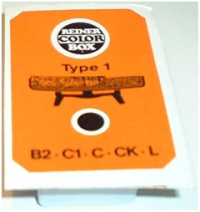 REINER
COLOR
BOX
Type 1
B2 - C1 - C - CK - L